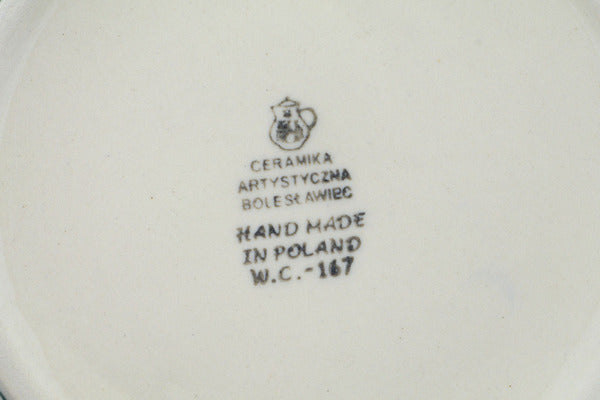 CERAMIKA
ARTYSTYCZNA
BOLESŁAWIEC
HAND MADE
IN POLAND
W.C.-167